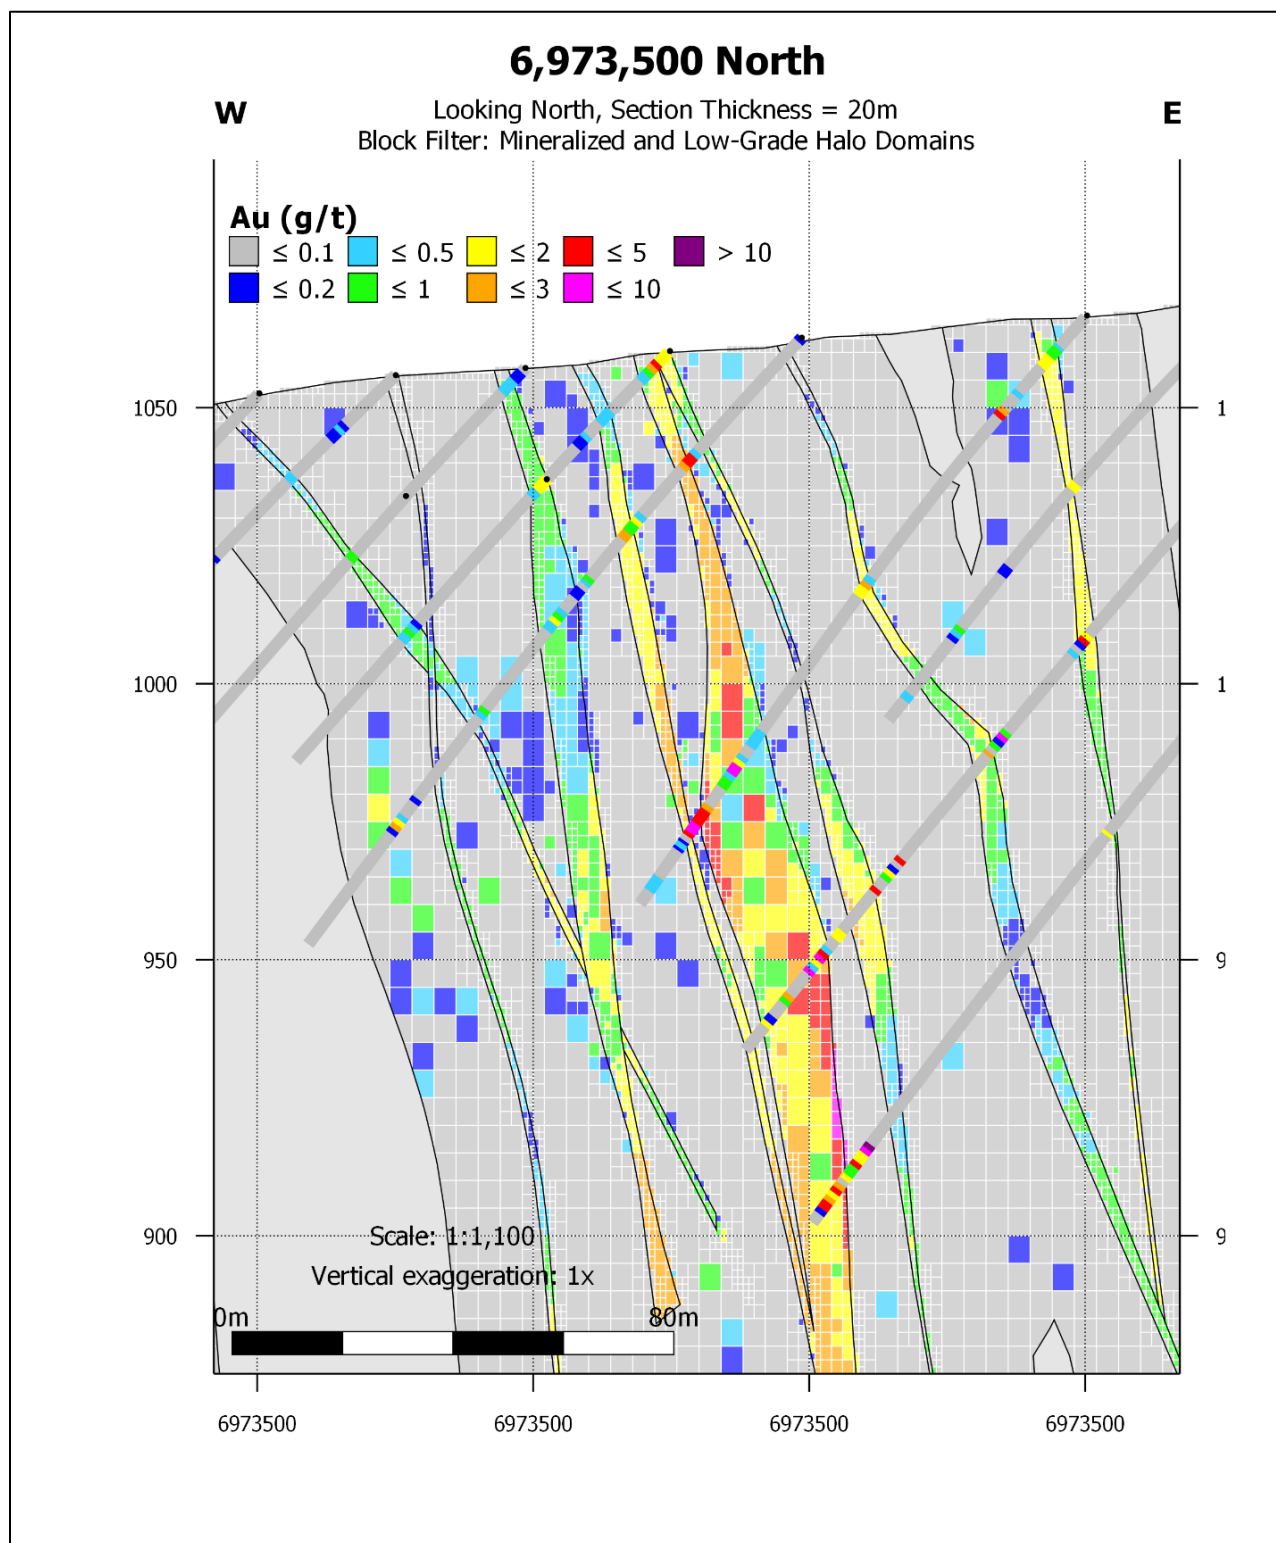 6,973,500 North
W
Looking North, Section Thickness = 20m
E
Block Filter: Mineralized and Low-Grade Halo Domains
Au (g/t)
≤ 0.1 ≤ 0.5 ≤ 2 ≤ 5 > 10
≤ 0.2 ≤ 1 ≤ 3 ≤ 10
1050 1
1000 1
950 9
900 9
Scale: 1:1,100
Vertical exaggeration: 1x
0m 80m
6973500 6973500 6973500 6973500